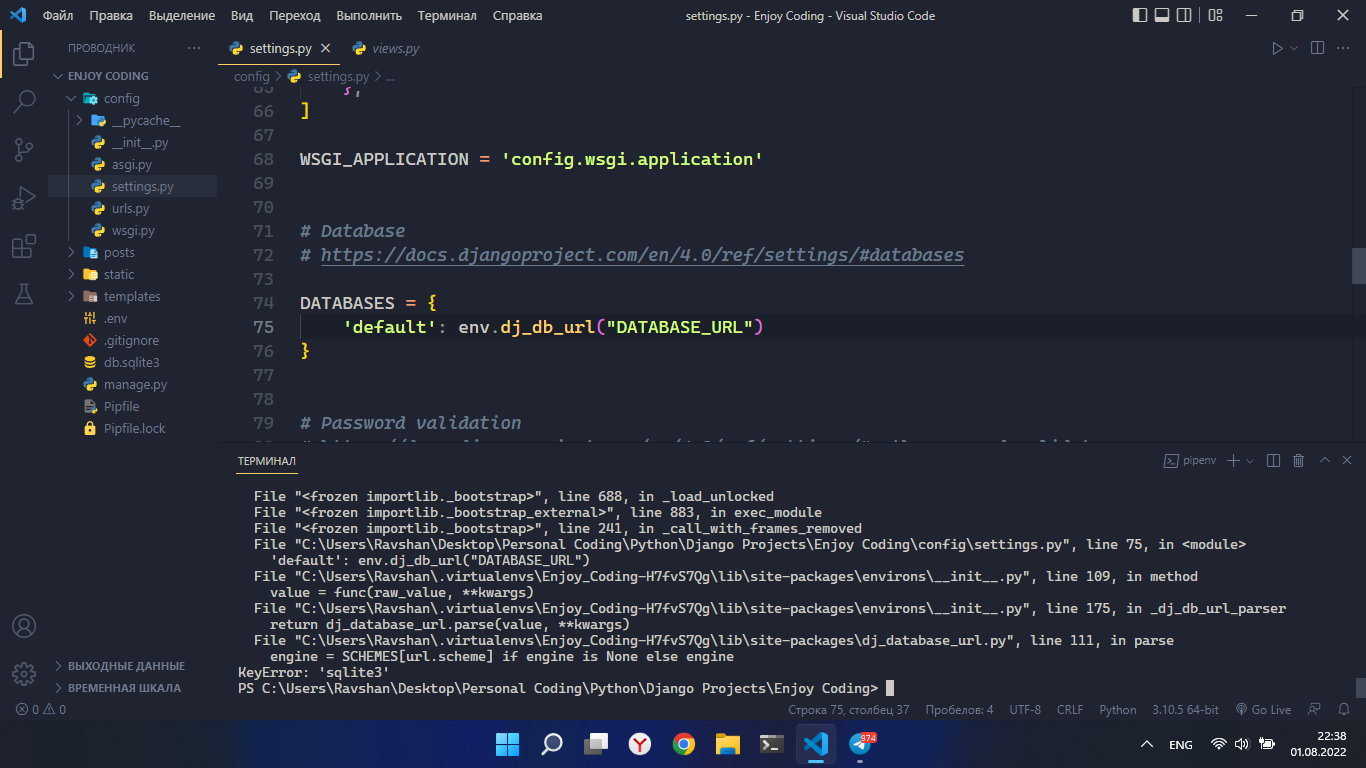 Файл Правка Выделение Вид Переход Выполнить Терминал Справка
settings.py - Enjoy Coding - Visual Studio Code
ПРОВОДНИК
ENJOY CODING
config
__pycache__
__init__.py
asgi.py
settings.py
urls.py
wsgi.py
posts
static
templates
.env
.gitignore
db.sqlite3
manage.py
Pipfile
Pipfile.lock
ВЫХОДНЫЕ ДАННЫЕ
ВРЕМЕННАЯ ШКАЛА
settings.py views.py
config > settings.py > ...
65 },
66 ]
67
68 WSGI_APPLICATION = 'config.wsgi.application'
69
70
71 # Database
72 # https://docs.djangoproject.com/en/4.0/ref/settings/#databases
73
74 DATABASES = {
75 'default': env.dj_db_url("DATABASE_URL")
76 }
77
78
79 # Password validation
ТЕРМИНАЛ
pipenv
File "<frozen importlib._bootstrap>", line 688, in _load_unlocked
File "<frozen importlib._bootstrap_external>", line 883, in exec_module
File "<frozen importlib._bootstrap>", line 241, in _call_with_frames_removed
File "C:\Users\Ravshan\Desktop\Personal Coding\Python\Django Projects\Enjoy Coding\config\settings.py", line 75, in <module>
'default': env.dj_db_url("DATABASE_URL")
File "C:\Users\Ravshan\.virtualenvs\Enjoy_Coding-H7fvS7Qg\lib\site-packages\environs\__init__.py", line 109, in method
value = func(raw_value, **kwargs)
File "C:\Users\Ravshan\.virtualenvs\Enjoy_Coding-H7fvS7Qg\lib\site-packages\environs\__init__.py", line 175, in _dj_db_url_parser
return dj_database_url.parse(value, **kwargs)
File "C:\Users\Ravshan\.virtualenvs\Enjoy_Coding-H7fvS7Qg\lib\site-packages\dj_database_url.py", line 111, in parse
engine = SCHEMES[url.scheme] if engine is None else engine
KeyError: 'sqlite3'
PS C:\Users\Ravshan\Desktop\Personal Coding\Python\Django Projects\Enjoy Coding>
0 0
Строка 75, столбец 37 Пробелов: 4 UTF-8 CRLF Python 3.10.5 64-bit Go Live
974
ENG
22:38
01.08.2022